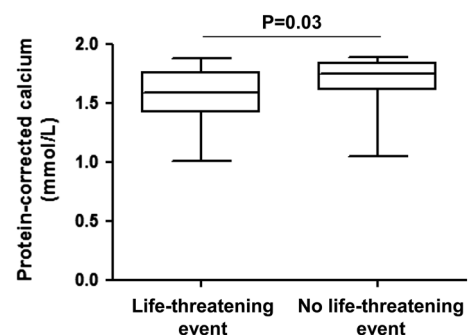 P=0.03
Protein-corrected calcium
(mmol/L)
2.0
1.5
1.0
0.5
0.0
Life-threatening
event
No life-threatening
event